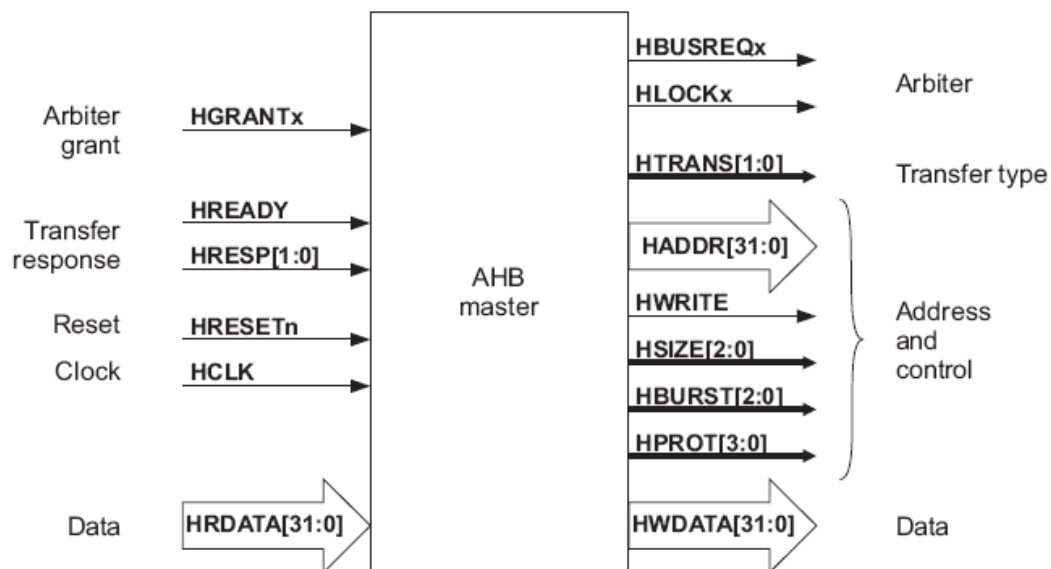 Arbiter
grant
HGRANTx
Transfer
response
HREADY
HRESP[1:0]
Reset
HRESETn
Clock
HCLK
Data
HRDATA[31:0]
AHB
master
HBUSREQx
HLOCKx
Arbiter
HTRANS[1:0]
Transfer type
HADDR[31:0]
HWRITE
HSIZE[2:0]
HBURST[2:0]
HPROT[3:0]
Address
and
control
HWDATA[31:0]
Data